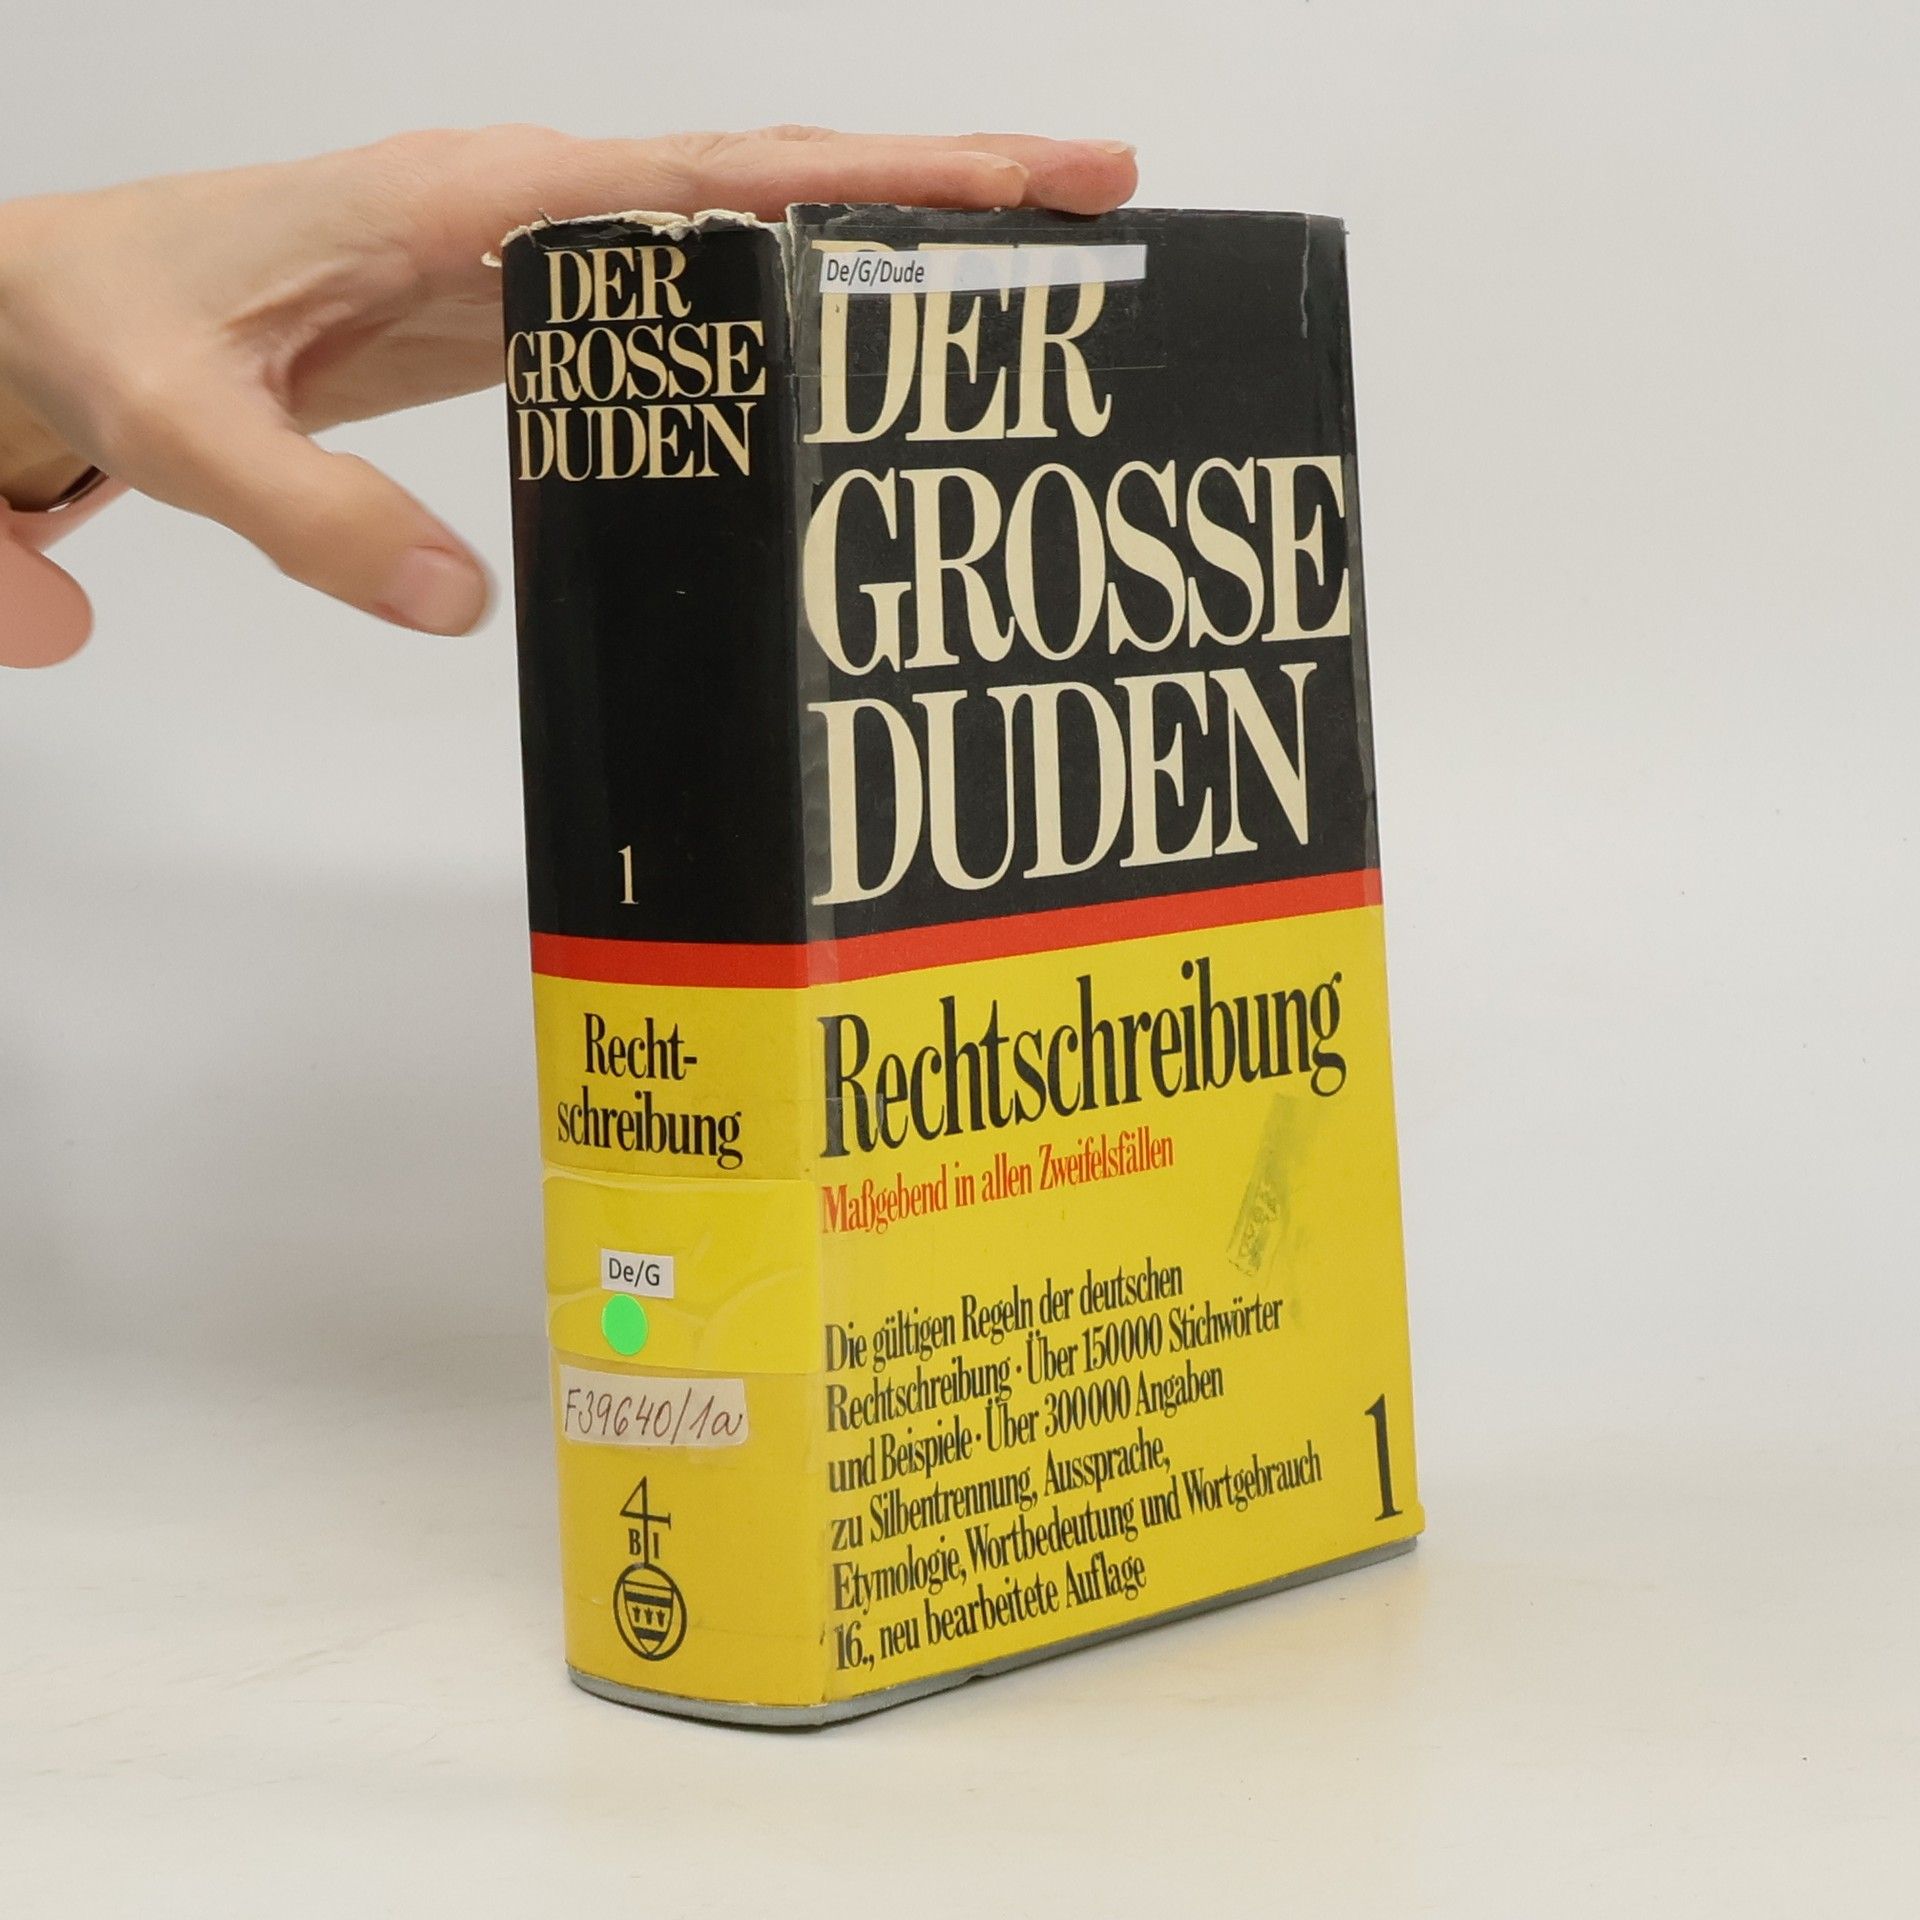 DER
GROSSE
DUDEN
1
Recht-
schreibung
De/G
F39640/1a
4
B I
De/G/Dude
DER
GROSSE
DUDEN
Rechtschreibung
Maßgebend in allen Zweifelsfällen
Die gültigen Regeln der deutschen
Rechtschreibung · Über 150000 Stichwörter
und Beispiele · Über 300000 Angaben
zu Silbentrennung, Aussprache,
Etymologie, Wortbedeutung und Wortgebrauch
16., neu bearbeitete Auflage
1